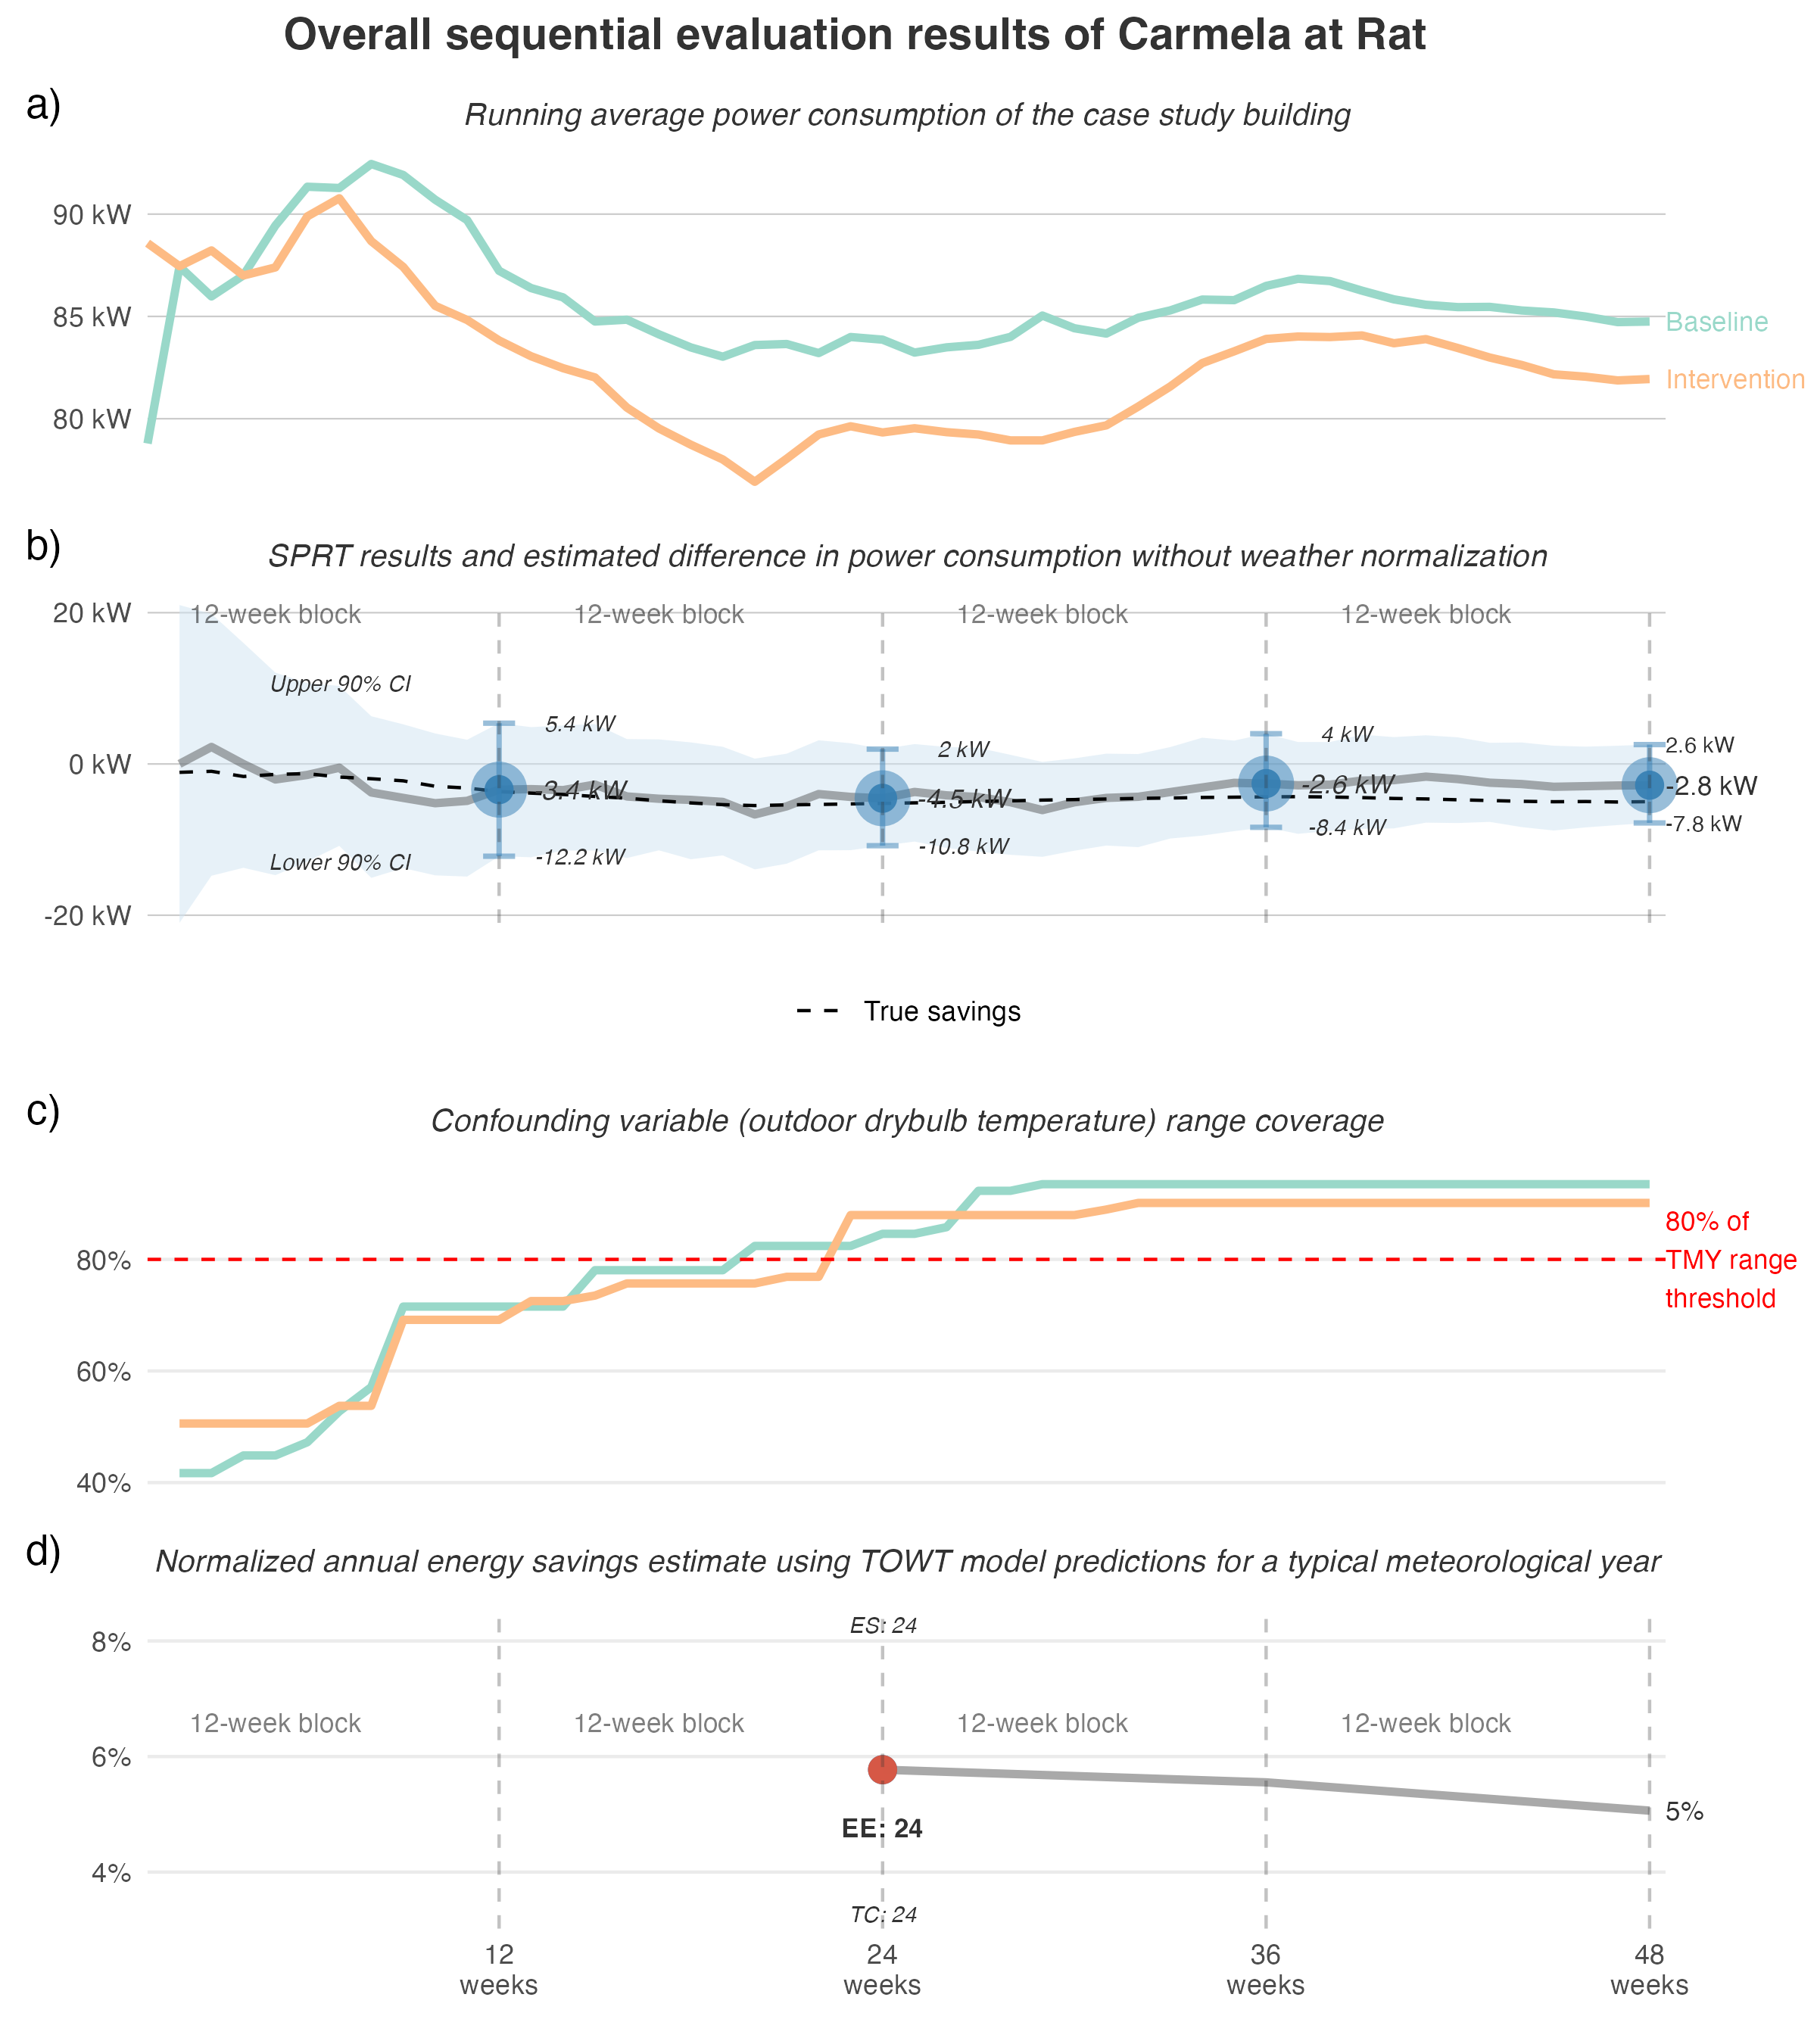 Overall sequential evaluation results of Carmela at Rat
a)
Running average power consumption of the case study building
90 kW
85 kW
80 kW
Baseline
Intervention
b)
SPRT results and estimated difference in power consumption without weather normalization
20 kW
0 kW
-20 kW
12-week block
12-week block
12-week block
12-week block
Upper 90% CI
Lower 90% CI
5.4 kW
-3.4 kW
-12.2 kW
2 kW
-4.5 kW
-10.8 kW
4 kW
-2.6 kW
-8.4 kW
2.6 kW
-2.8 kW
-7.8 kW
True savings
c)
Confounding variable (outdoor drybulb temperature) range coverage
80%
60%
40%
80% of
TMY range
threshold
d)
Normalized annual energy savings estimate using TOWT model predictions for a typical meteorological year
8%
6%
4%
ES: 24
12-week block
12-week block
12-week block
12-week block
EE: 24
5%
TC: 24
12
weeks
24
weeks
36
weeks
48
weeks